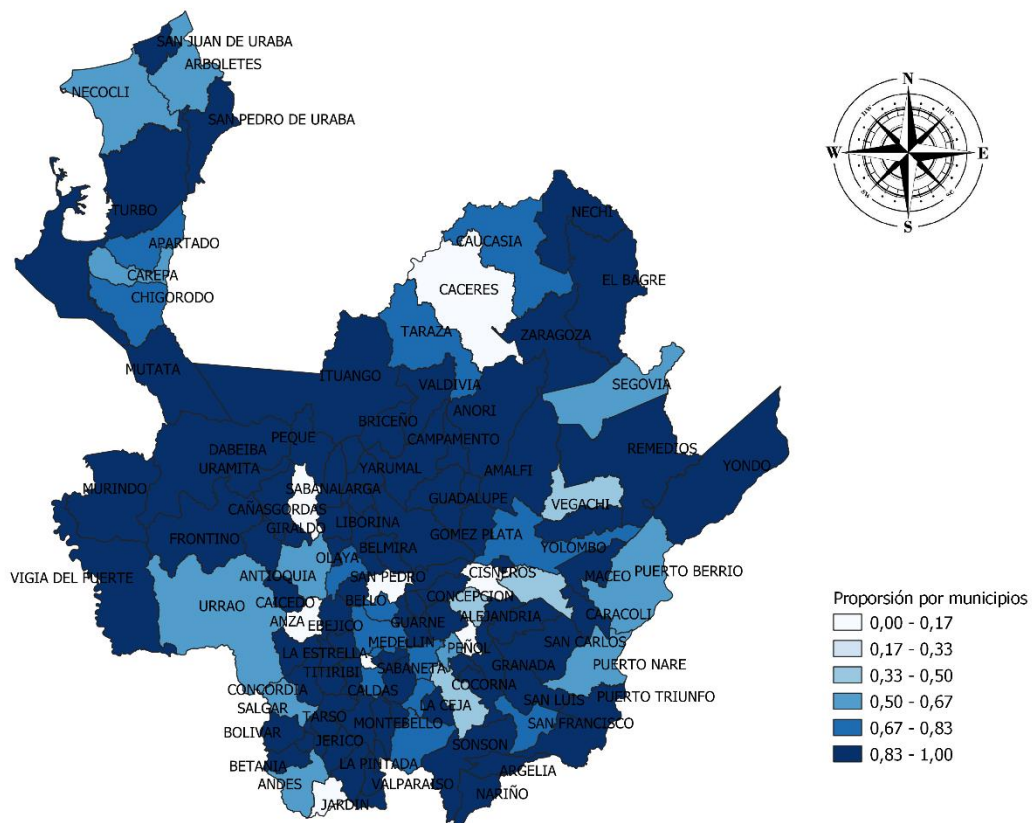 SAN JUAN DE URABA
ARBOLETES
NECOCLI
SAN PEDRO DE URABA
N
W
E
S
TURBO
NECHI
APARTADO
CAUCASIA
CAREPA
EL BAGRE
CACERES
CHIGORODO
TARAZA
ZARAGOZA
MUTATA
ITUANGO
VALDIVIA
SEGOVIA
BRICEÑO
ANORI
PEQUE
CAMPAMENTO
DABEIBA
REMEDIOS
URAMITA
YARUMAL
AMALFI
YONDO
MURINDO
SABANALARGA
GUADALUPE
VEGACHI
CAÑASGORDAS
GIRALDO
LIBORINA
FRONTINO
GOMEZ PLATA
BELMIRA
YOLOMBO
OLAYA
VIGIA DEL FUERTE
ANTIOQUIA
SAN PEDRO
CISNEROS
MACEO
PUERTO BERRIO
URRAO
CAICEDO
BELLO
CONCEPCION
Proporsión por municipios
ANZA
EBEJICO
GUARNE
ALEJANDRIA
CARACOLI
0,00 - 0,17
MEDELLIN
PEÑOL
SAN CARLOS
0,17 - 0,33
LA ESTRELLA
TITIRIBI
SABANETA
GRANADA
PUERTO NARE
0,33 - 0,50
CONCORDIA
CALDAS
COCORNA
SAN LUIS
PUERTO TRIUNFO
0,50 - 0,67
SALGAR
TARSO
MONTEBELLO
LA CEJA
SAN FRANCISCO
0,67 - 0,83
BOLIVAR
JERICO
SONSON
0,83 - 1,00
BETANIA
LA PINTADA
ARGELIA
ANDES
VALPARAISO
NARIÑO
JARDIN